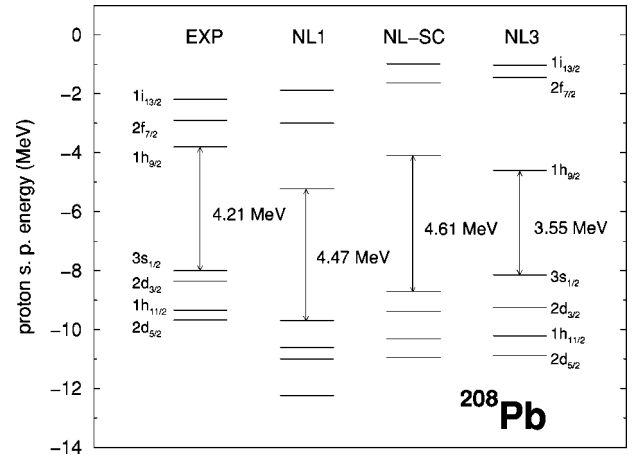 EXP NL1 NL-SC NL3
proton s. p. energy (MeV)
0
-2
-4
-6
-8
-10
-12
-14
1i13/2
2f7/2
1h9/2
3s1/2
2d3/2
1h11/2
2d5/2
4.21 MeV
4.47 MeV
4.61 MeV
3.55 MeV
1i13/2
2f7/2
1h9/2
3s1/2
2d3/2
1h11/2
2d5/2
208Pb